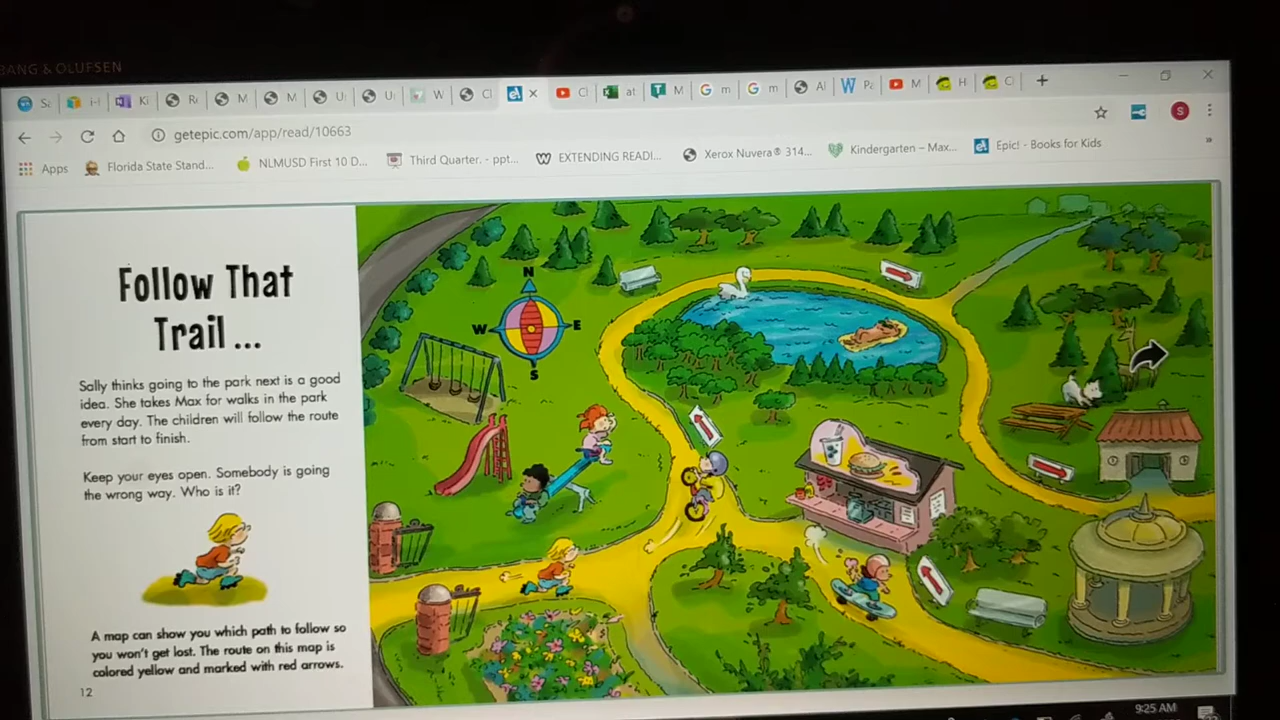 BANG & OLUFSEN
getepic.com/app/read/10663
Apps Florida State Stand... NLMUSD First 10 D... Third Quarter. - ppt... EXTENDING READI... Xerox Nuvera® 314... Kindergarten – Max... Epic! - Books for Kids
Follow That
Trail ...
Sally thinks going to the park next is a good
idea. She takes Max for walks in the park
every day. The children will follow the route
from start to finish.
Keep your eyes open. Somebody is going
the wrong way. Who is it?
A map can show you which path to follow so
you won't get lost. The route on this map is
colored yellow and marked with red arrows.
12
N
W E
S
9:25 AM